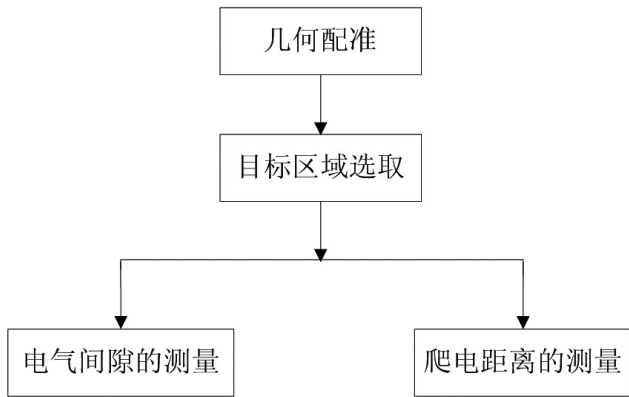 几何配准
目标区域选取
电气间隙的测量
爬电距离的测量